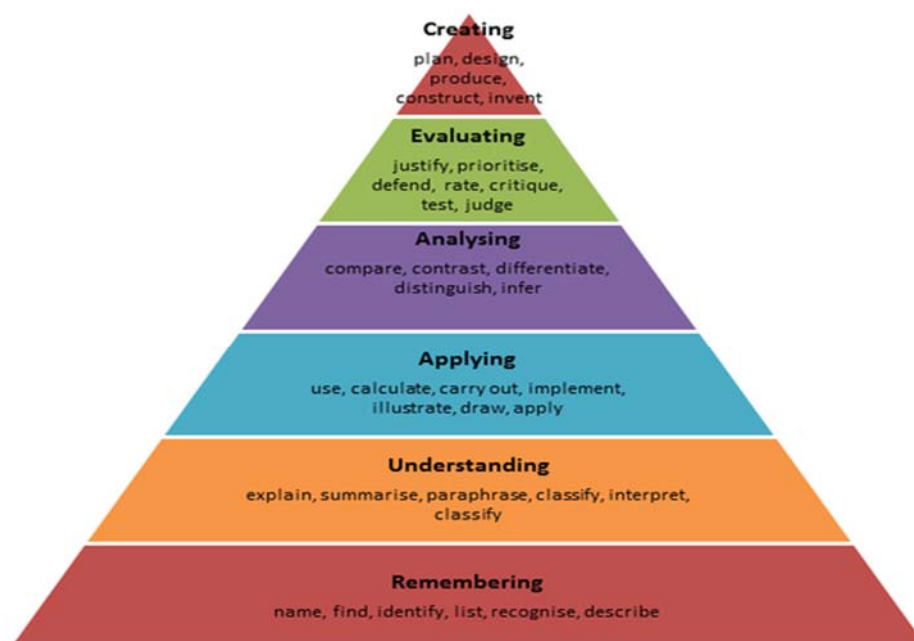 Creating
plan, design,
produce,
construct, invent
Evaluating
justify, prioritise,
defend, rate, critique,
test, judge
Analysing
compare, contrast, differentiate,
distinguish, infer
Applying
use, calculate, carry out, implement,
illustrate, draw, apply
Understanding
explain, summarise, paraphrase, classify, interpret,
classify
Remembering
name, find, identify, list, recognise, describe